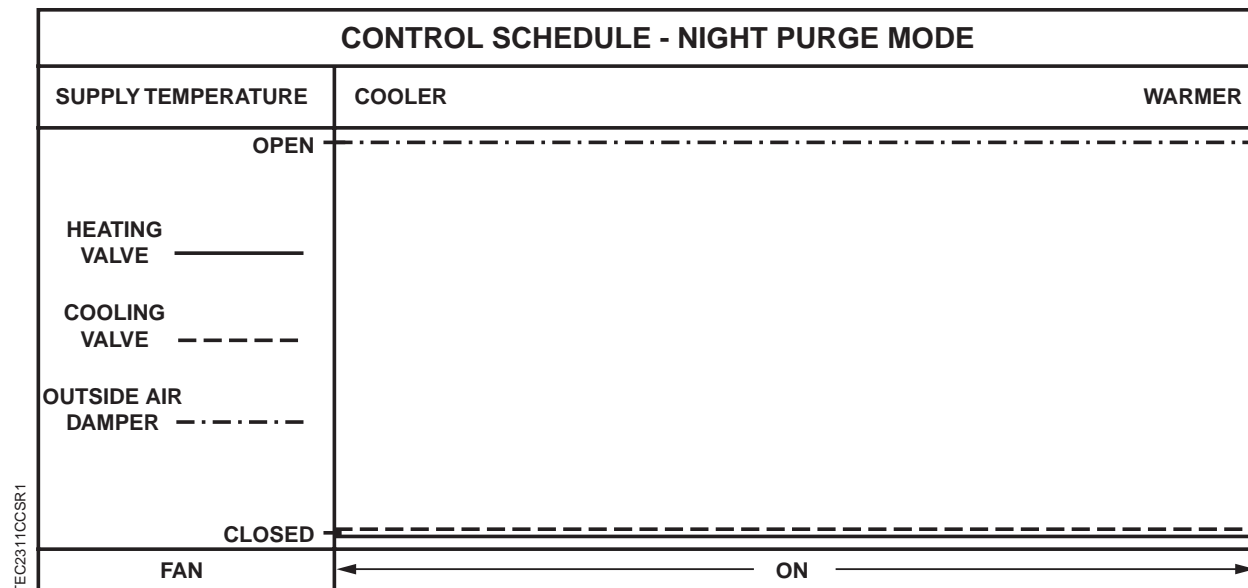 CONTROL SCHEDULE - NIGHT PURGE MODE
SUPPLY TEMPERATURE COOLER WARMER
OPEN
HEATING
VALVE
COOLING
VALVE
OUTSIDE AIR
DAMPER
CLOSED
FAN ON
TEC2311CCSR1